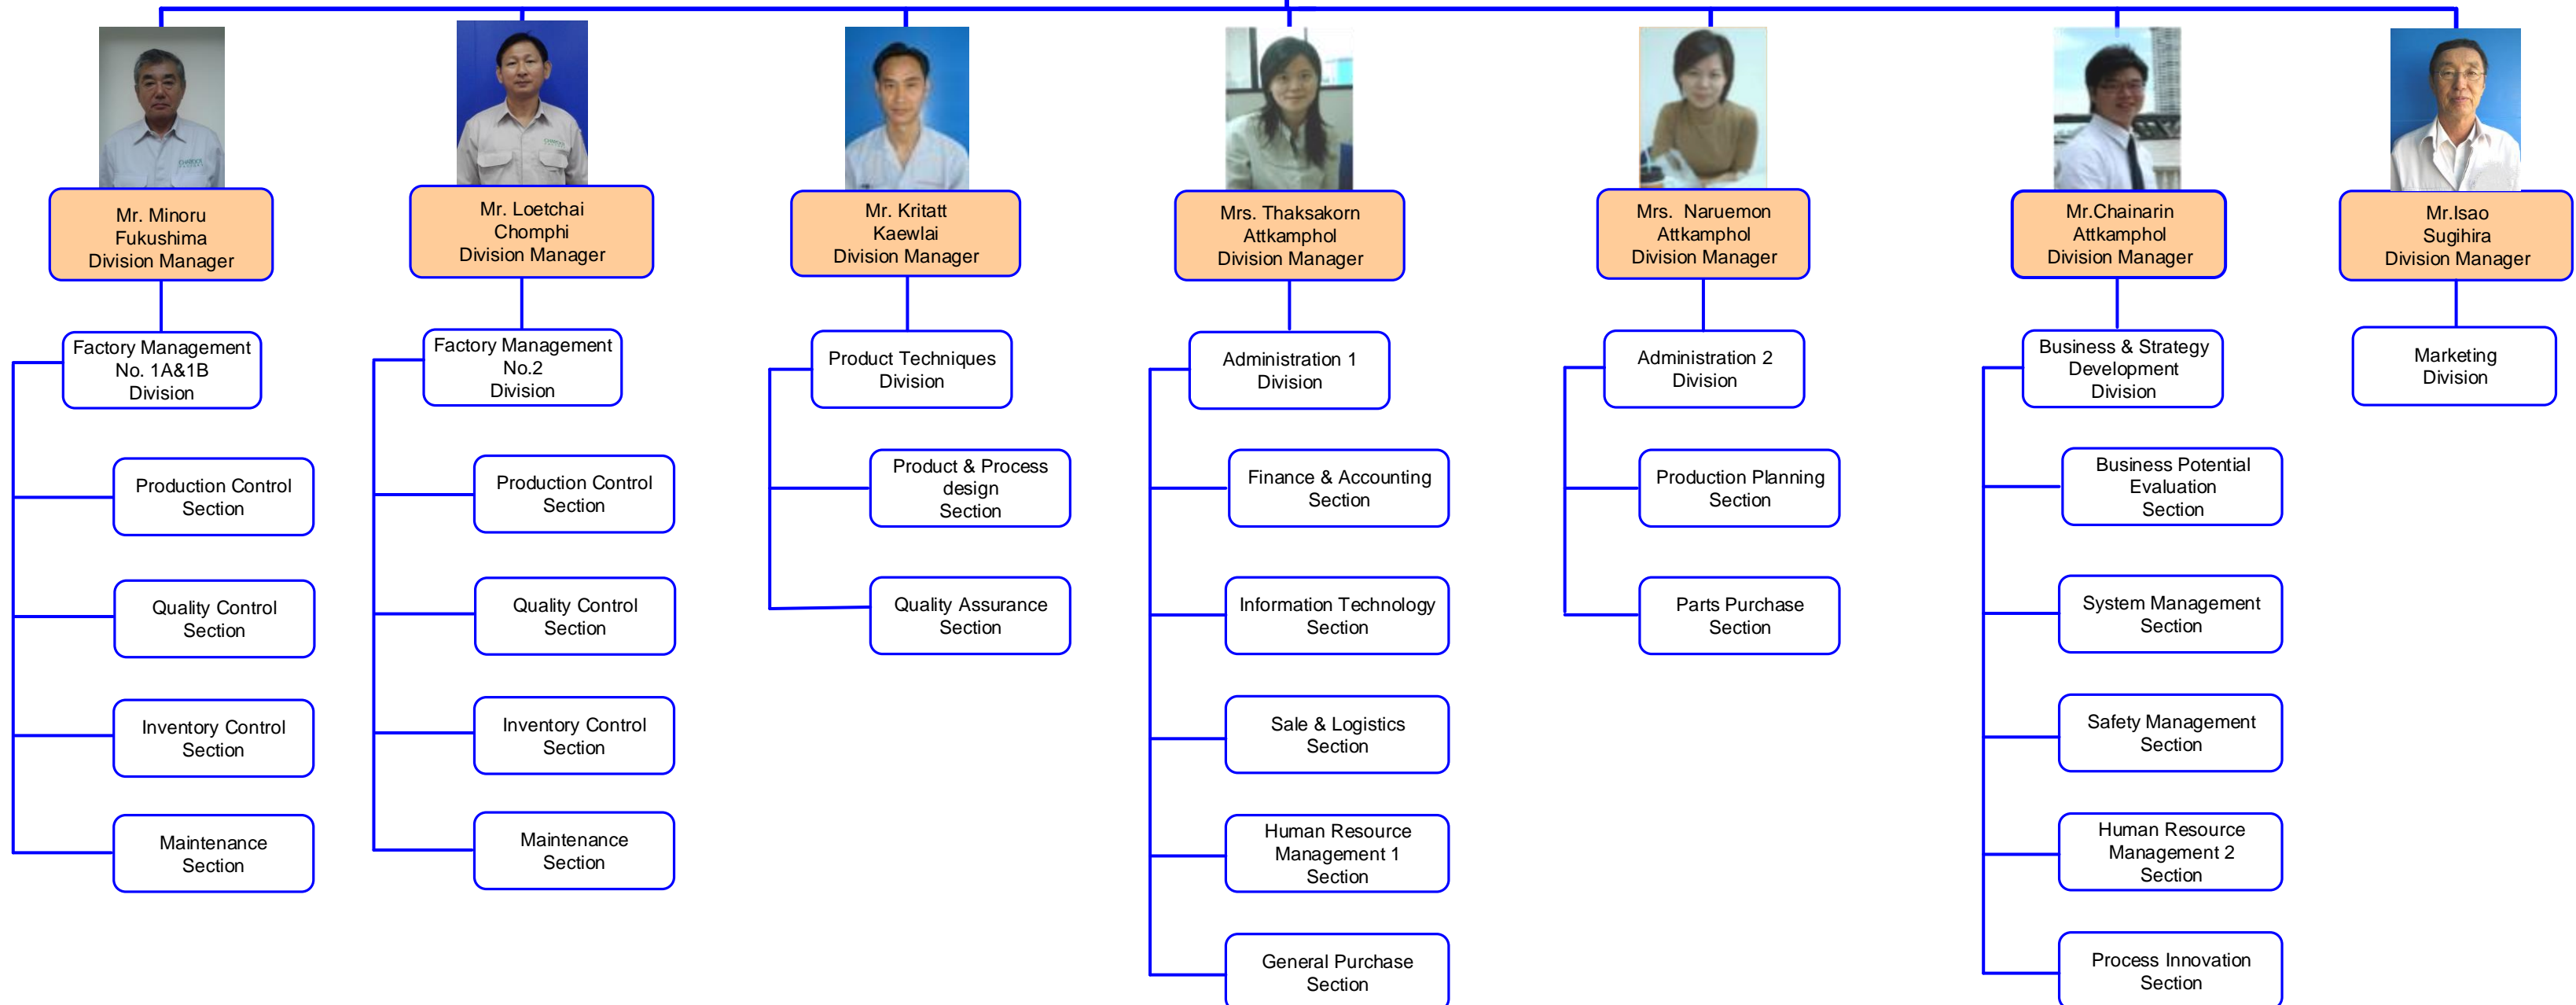 Mr. Minoru
Fukushima
Division Manager
Mr. Loetchai
Chomphi
Division Manager
Mr. Kritatt
Kaewlai
Division Manager
Mrs. Thaksakorn
Attkamphol
Division Manager
Mrs. Naruemon
Attkamphol
Division Manager
Mr.Chainarin
Attkamphol
Division Manager
Mr.Isao
Sugihira
Division Manager
Factory Management
No. 1A&1B
Division
Factory Management
No.2
Division
Product Techniques
Division
Administration 1
Division
Administration 2
Division
Business & Strategy
Development
Division
Marketing
Division
Production Control
Section
Production Control
Section
Product & Process
design
Section
Finance & Accounting
Section
Production Planning
Section
Business Potential
Evaluation
Section
Quality Control
Section
Quality Control
Section
Quality Assurance
Section
Information Technology
Section
Parts Purchase
Section
System Management
Section
Inventory Control
Section
Inventory Control
Section
Sale & Logistics
Section
Safety Management
Section
Maintenance
Section
Maintenance
Section
Human Resource
Management 1
Section
Human Resource
Management 2
Section
General Purchase
Section
Process Innovation
Section